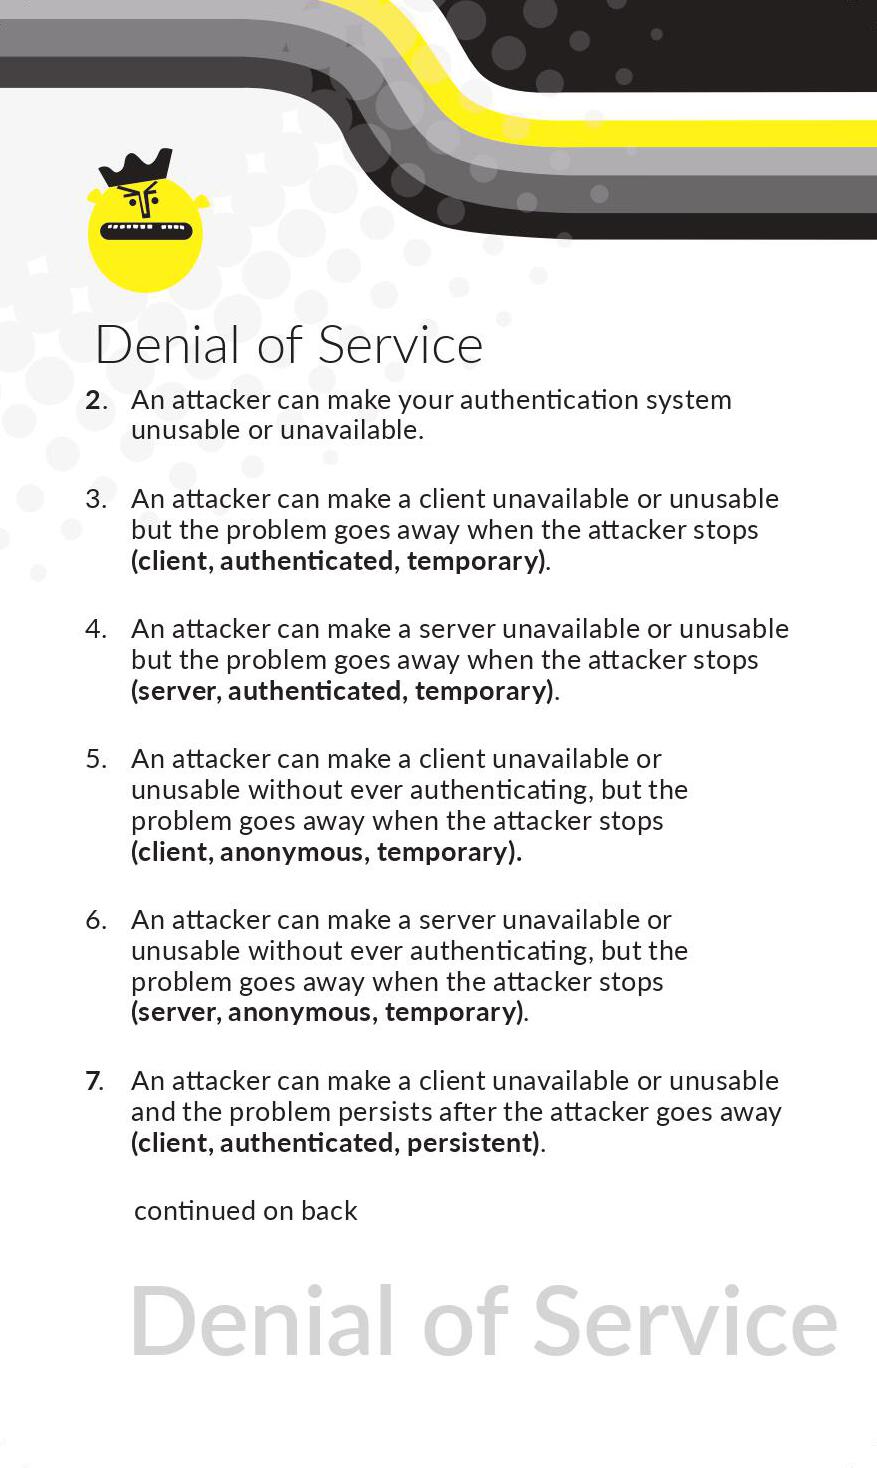 Denial of Service
2. An attacker can make your authentication system
unusable or unavailable.
3. An attacker can make a client unavailable or unusable
but the problem goes away when the attacker stops
(client, authenticated, temporary).
4. An attacker can make a server unavailable or unusable
but the problem goes away when the attacker stops
(server, authenticated, temporary).
5. An attacker can make a client unavailable or
unusable without ever authenticating, but the
problem goes away when the attacker stops
(client, anonymous, temporary).
6. An attacker can make a server unavailable or
unusable without ever authenticating, but the
problem goes away when the attacker stops
(server, anonymous, temporary).
7. An attacker can make a client unavailable or unusable
and the problem persists after the attacker goes away
(client, authenticated, persistent).
continued on back
Denial of Service